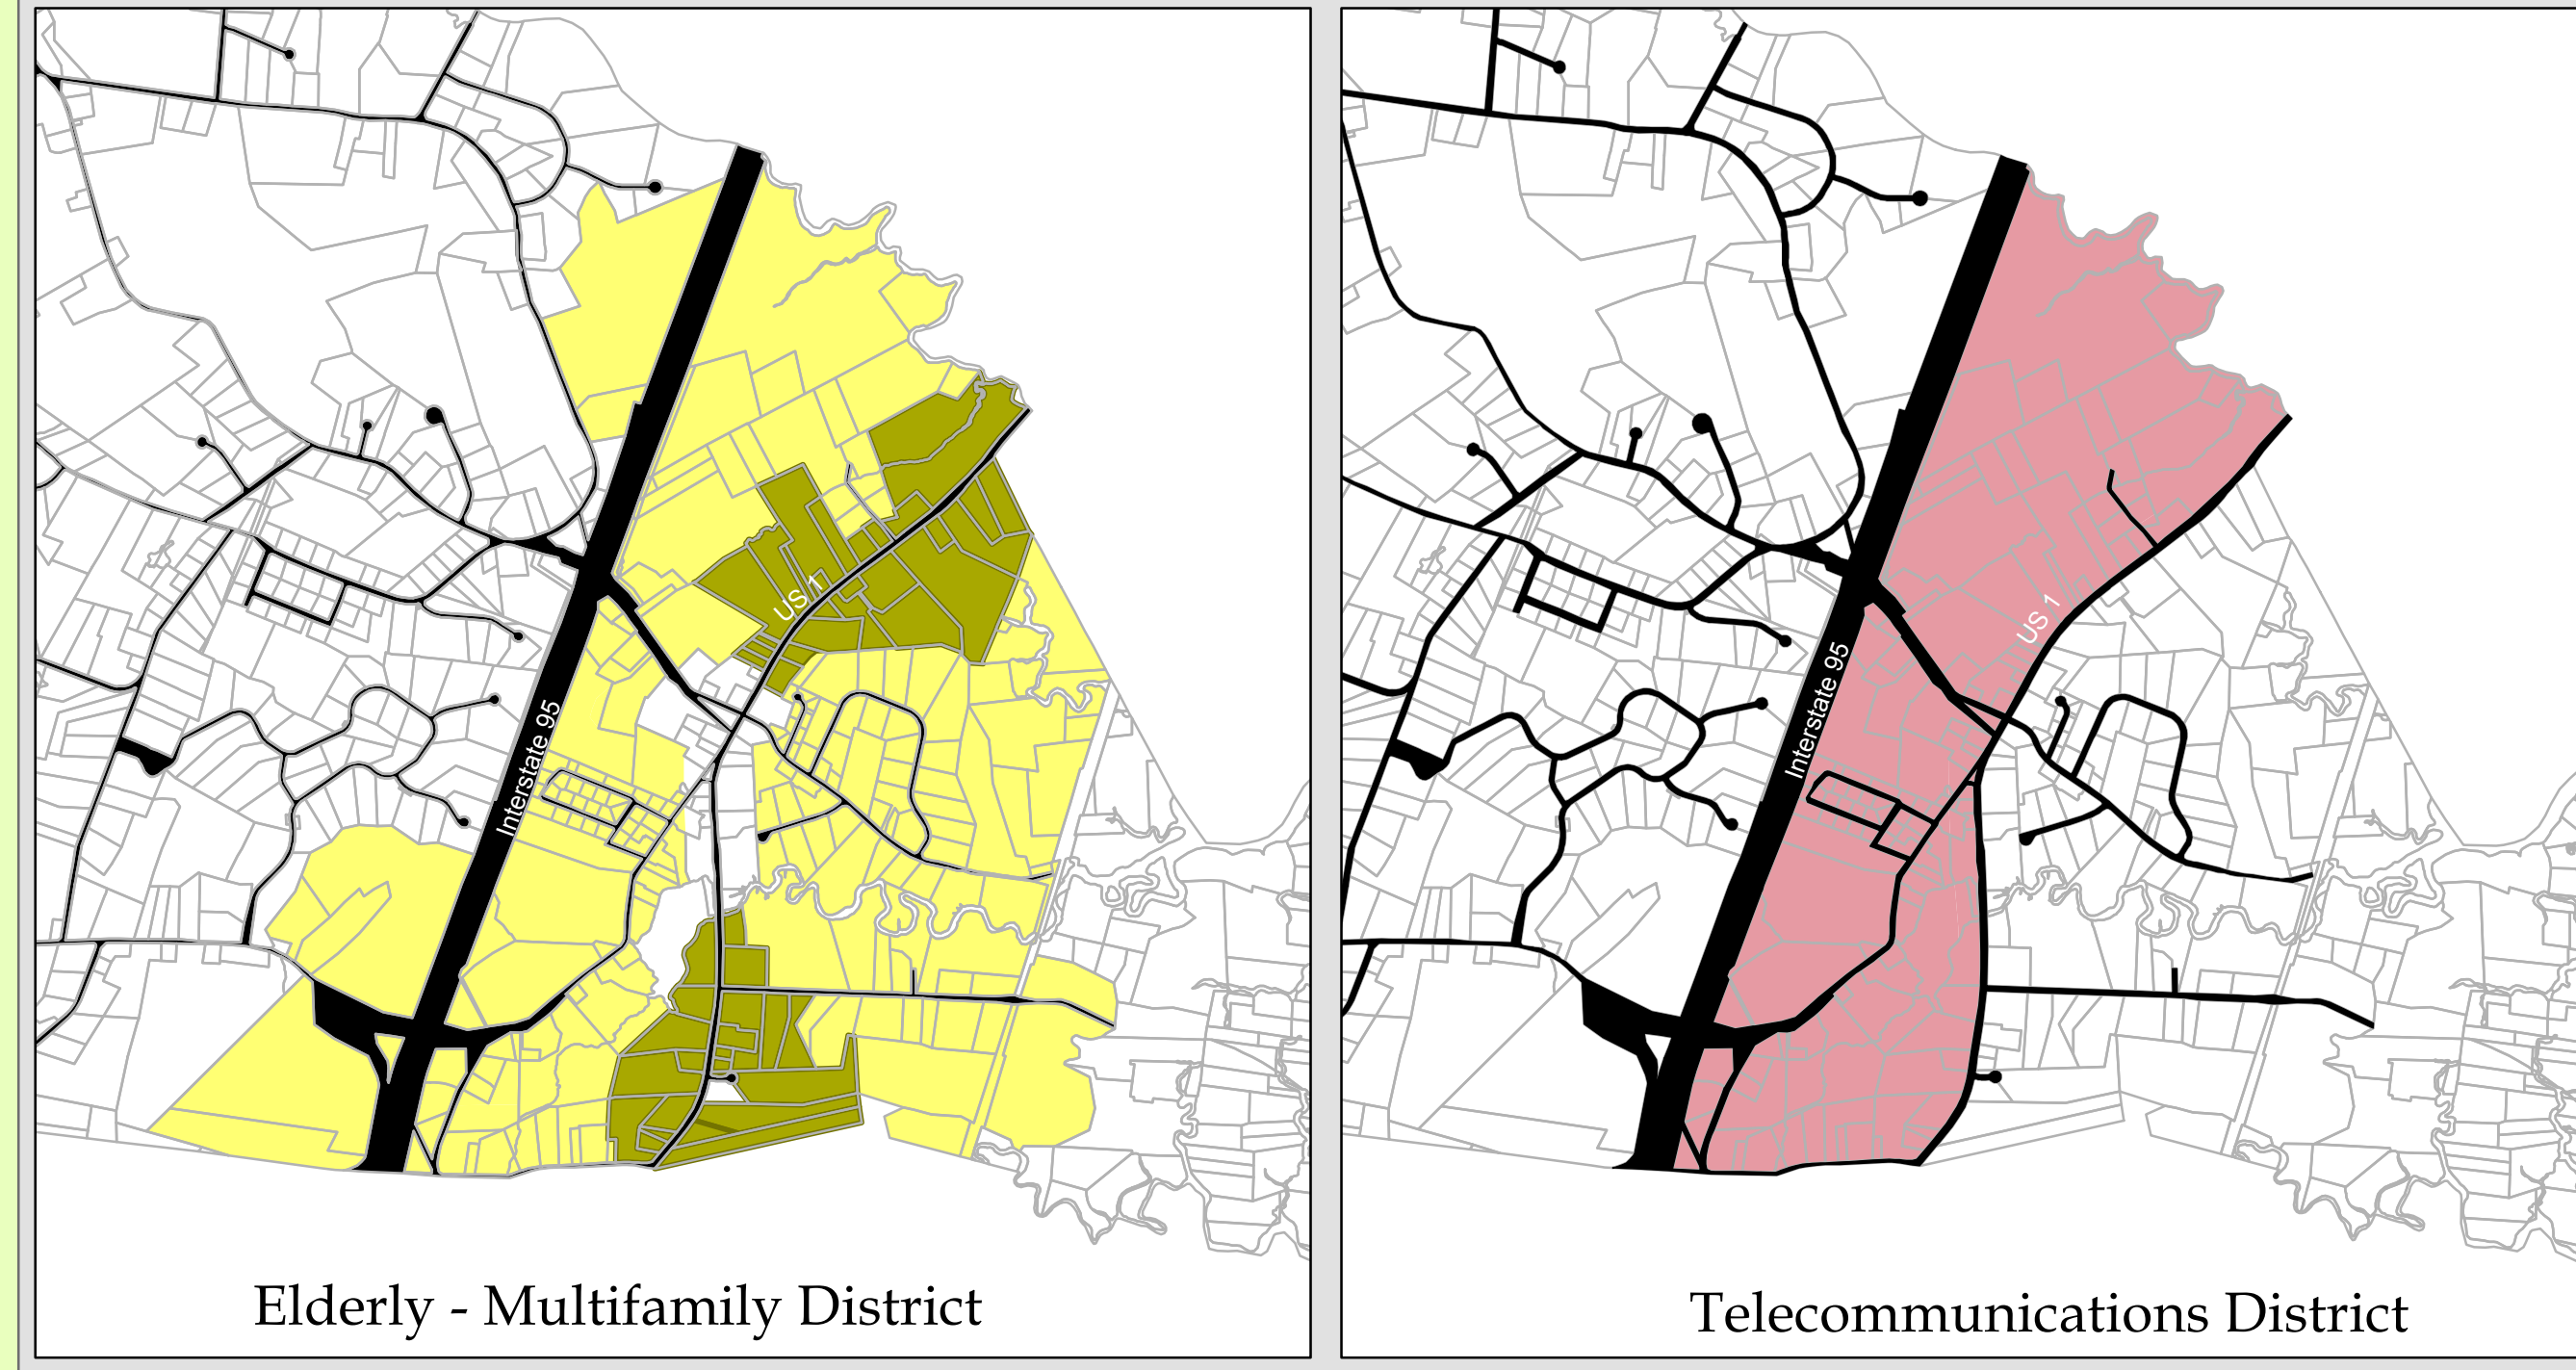 US 1
Interstate 95
Elderly - Multifamily District
US 1
Interstate 95
Telecommunications District